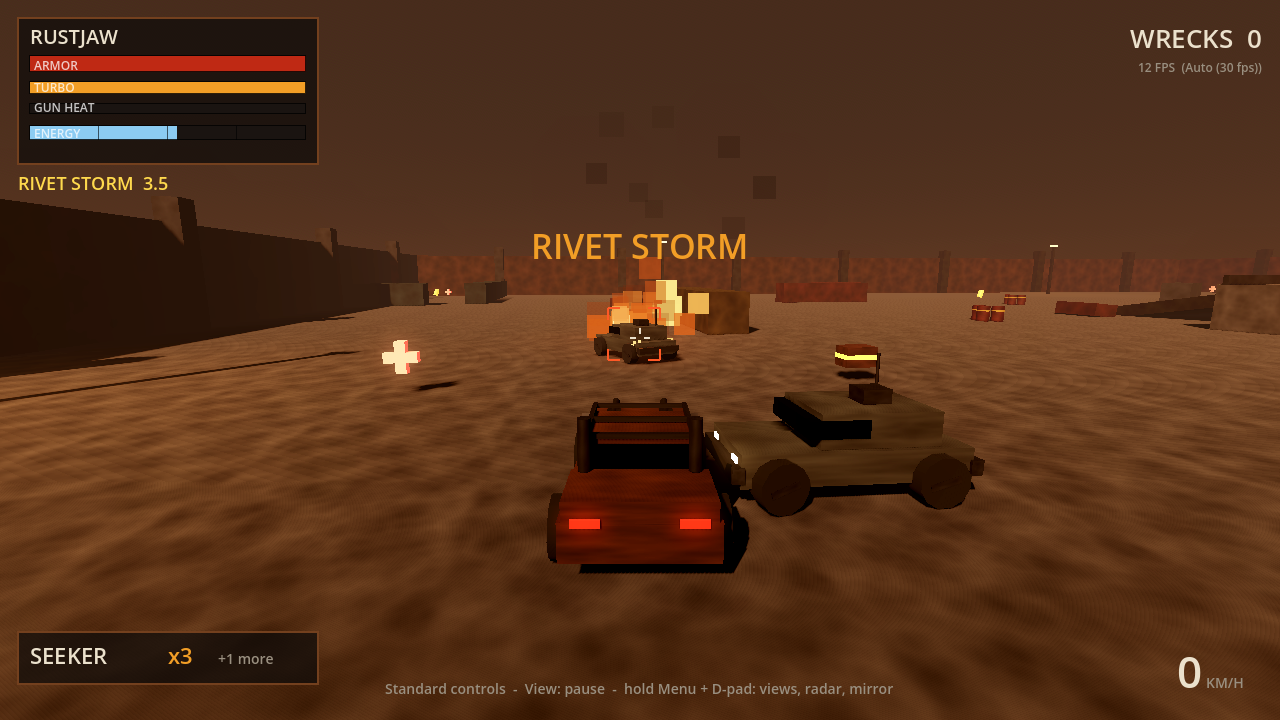 RUSTJAW
ARMOR
TURBO
GUN HEAT
ENERGY
RIVET STORM 3.5
WRECKS 0
12 FPS (Auto (30 fps))
RIVET STORM
SEEKER x3 +1 more
Standard controls - View: pause - hold Menu + D-pad: views, radar, mirror
0 KM/H